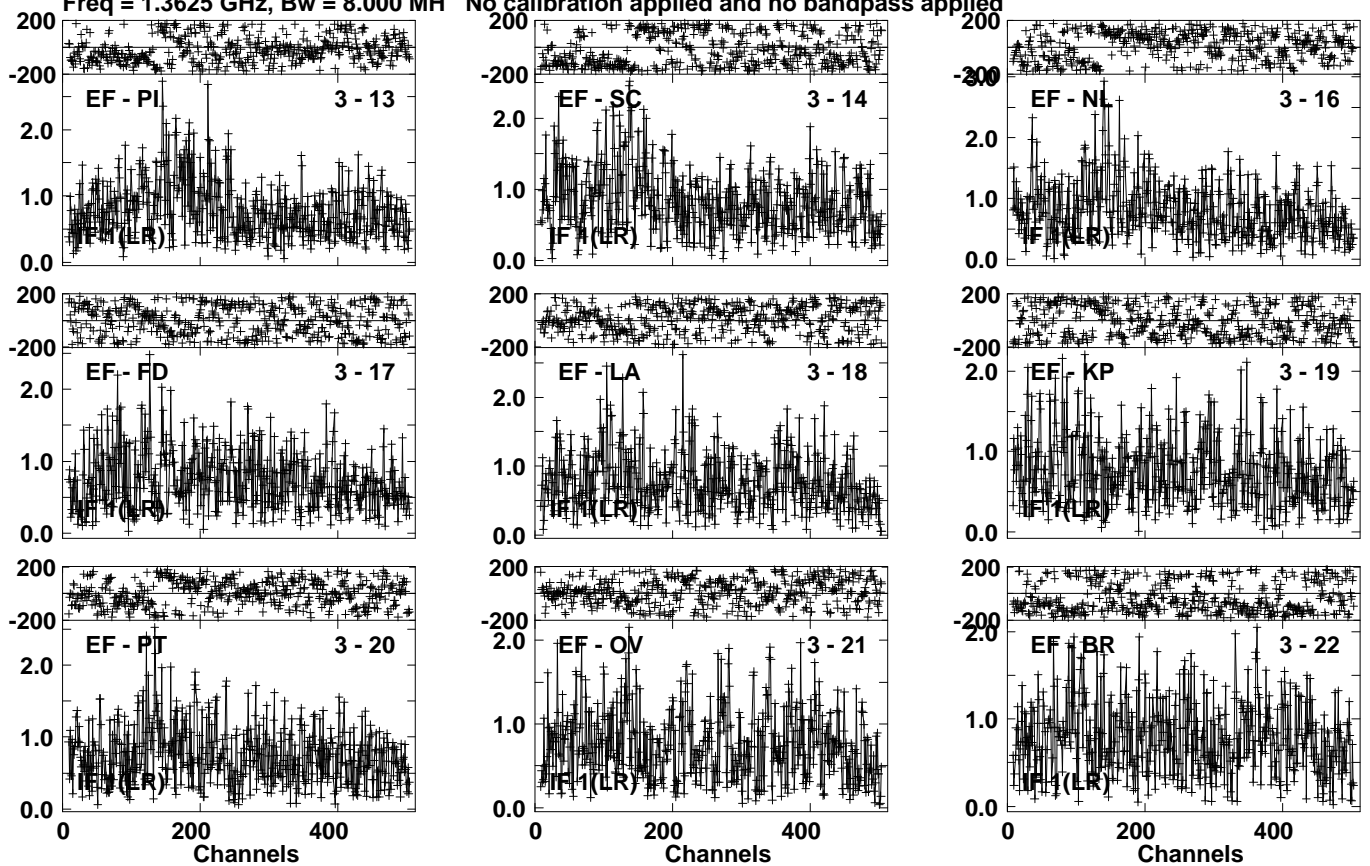 Freq = 1.3625 GHz, Bw = 8.000 MH No calibration applied and no bandpass applied
200
-200
EF - PI 3 - 13
2.0
1.0
IF 1(LR)
0.0
EF - SC 3 - 14
2.0
1.0
IF 1(LR)
0.0
-200
3.0
EF - NL 3 - 16
2.0
1.0
IF 1(LR)
0.0
200
-200
EF - FD 3 - 17
2.0
1.0
IF 1(LR)
0.0
EF - LA 3 - 18
2.0
1.0
IF 1(LR)
0.0
200
-200
EF - KP 3 - 19
2.0
1.0
IF 1(LR)
0.0
200
-200
EF - PT 3 - 20
2.0
1.0
IF 1(LR)
0.0
0 200 400
Channels
EF - OV 3 - 21
2.0
1.0
IF 1(LR)
0.0
0 200 400
Channels
200
-200
2.0
EF - BR 3 - 22
1.0
IF 1(LR)
0.0
0 200 400
Channels